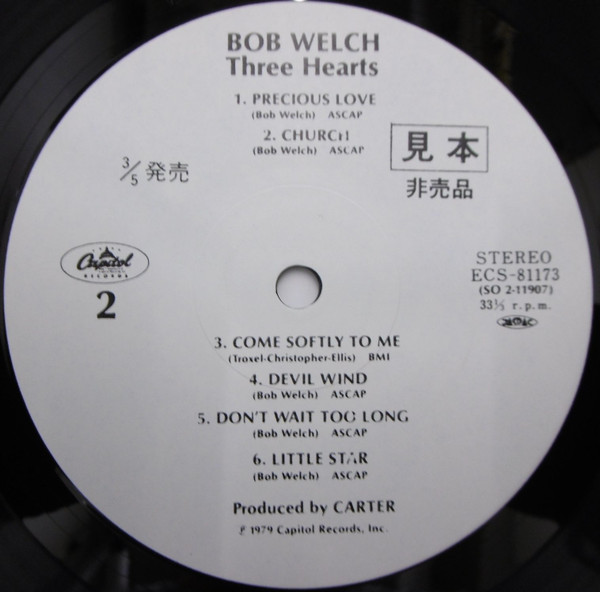 BOB WELCH
Three Hearts
1. PRECIOUS LOVE
(Bob Welch) ASCAP
2. CHURCH
(Bob Welch) ASCAP
見本
非売品
3/5 発売
Capitol
RECORDS
2
STEREO
ECS-81173
(SO 2-11907)
33⅓ r.p.m.
3. COME SOFTLY TO ME
(Troxel-Christopher-Ellis) BMI
4. DEVIL WIND
(Bob Welch) ASCAP
5. DON'T WAIT TOO LONG
(Bob Welch) ASCAP
6. LITTLE STAR
(Bob Welch) ASCAP
Produced by CARTER
℗ 1979 Capitol Records, Inc.